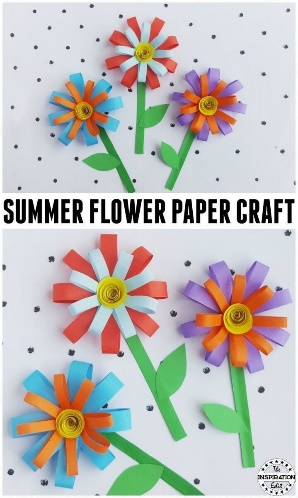 SUMMER FLOWER PAPER CRAFT
The
INSPIRATION
Edit